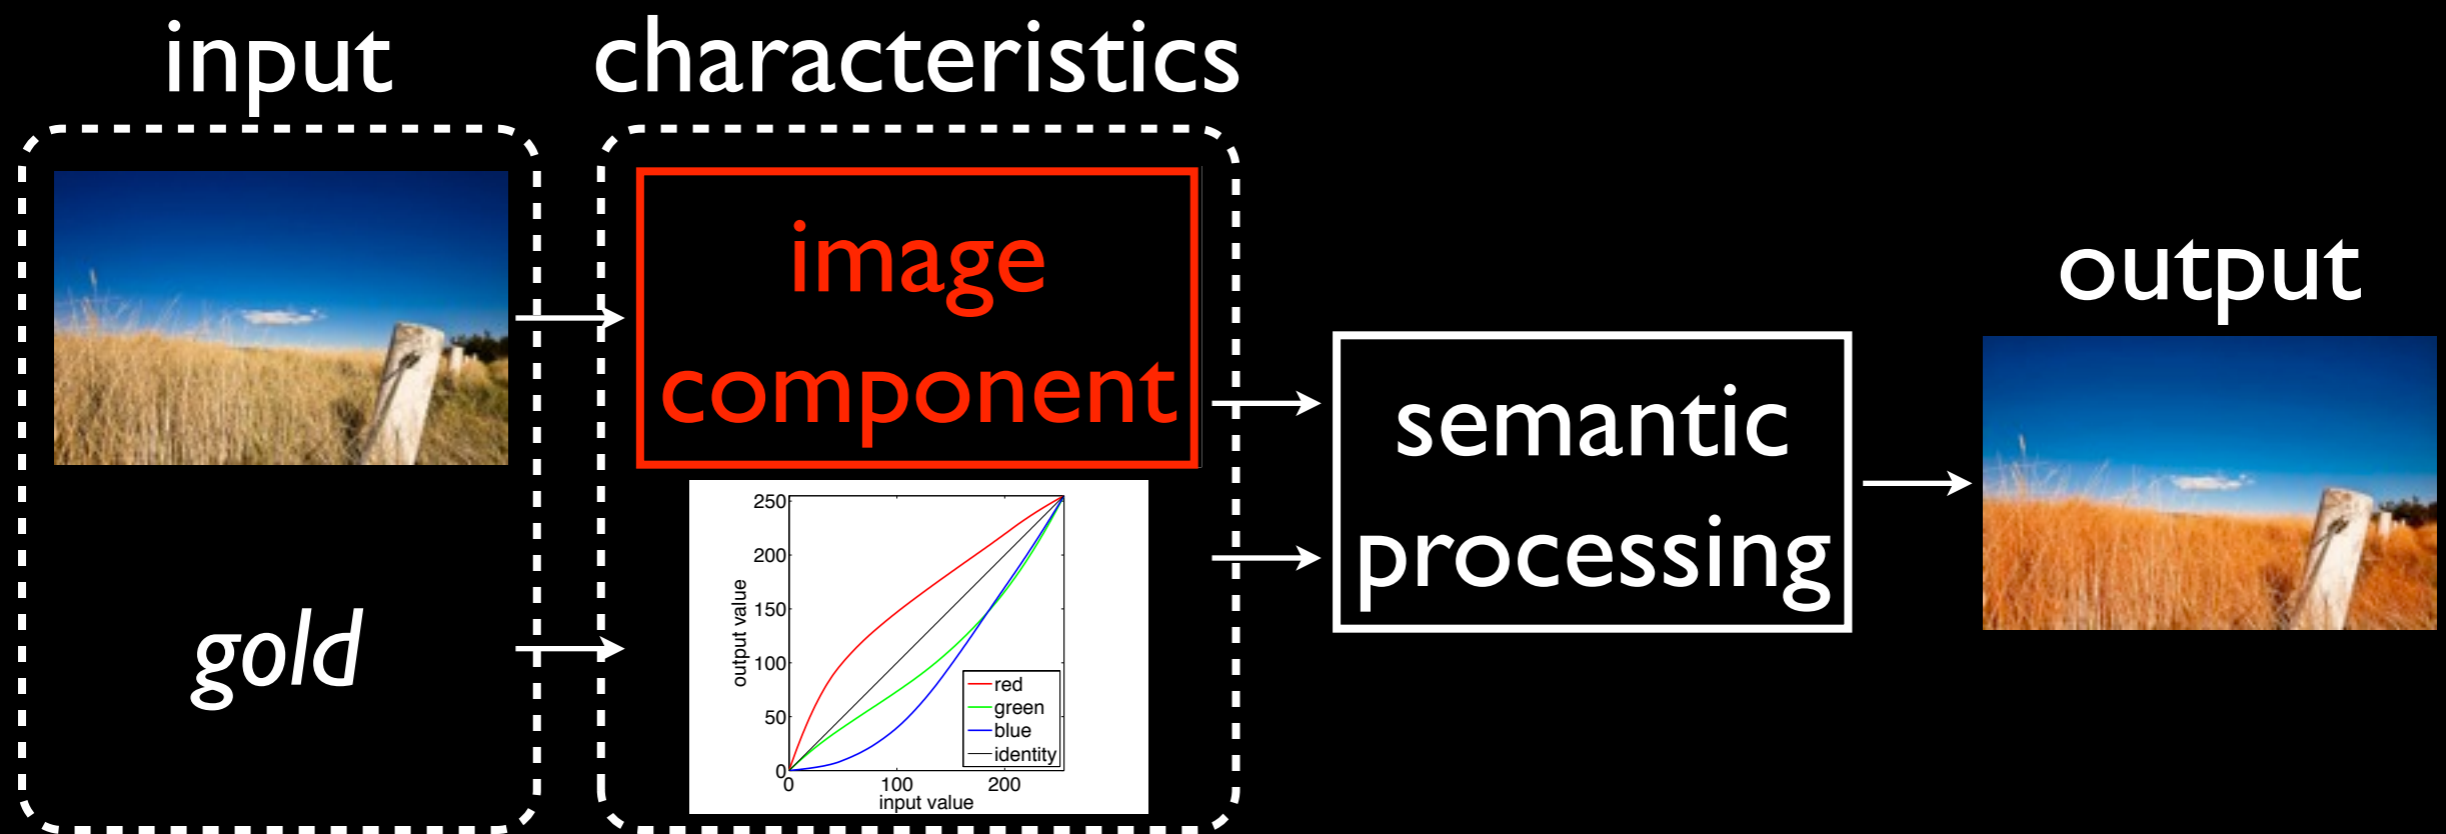 input
characteristics
image
component
output
semantic
processing
gold
250
200
150
100
50
0
output value
red
green
blue
identity
0 100 200
input value